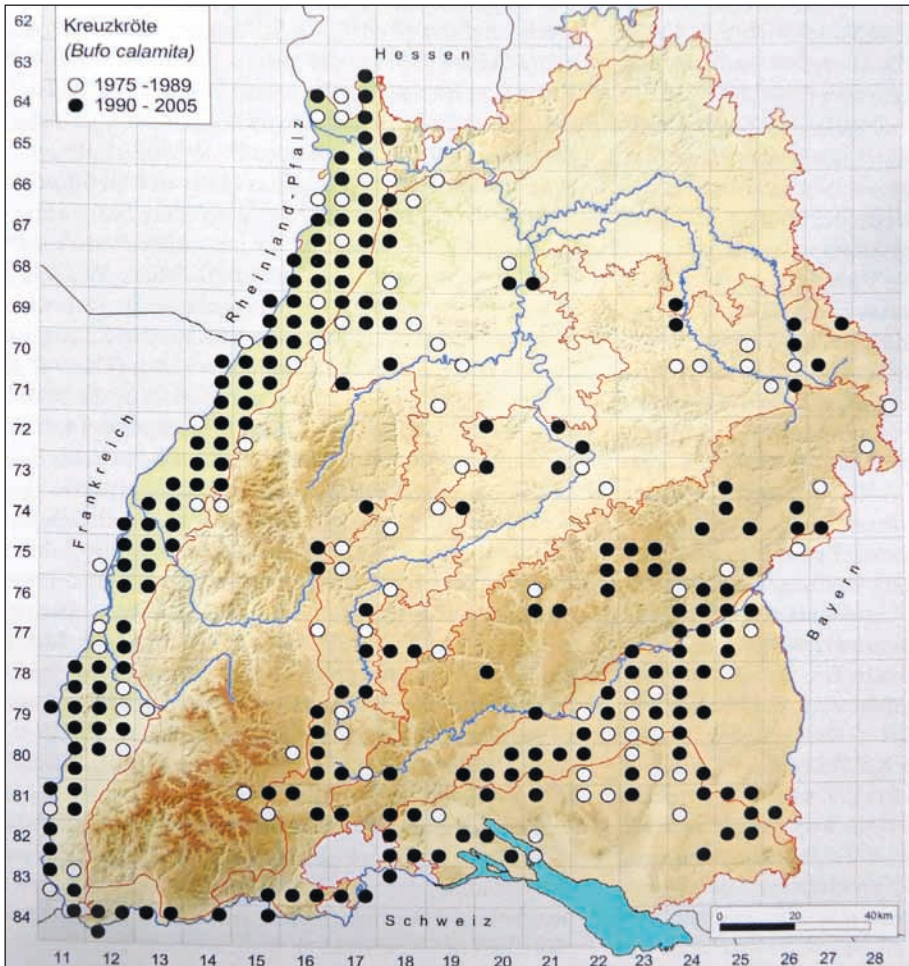 Kreuzkröte
(Bufo calamita)
1975 -1989
1990 - 2005
Hessen
Rheinland-Pfalz
Frankreich
Bayern
Schweiz
62
63
64
65
66
67
68
69
70
71
72
73
74
75
76
77
78
79
80
81
82
83
84
11 12 13 14 15 16 17 18 19 20 21 22 23 24 25 26 27 28
0 20 40 km